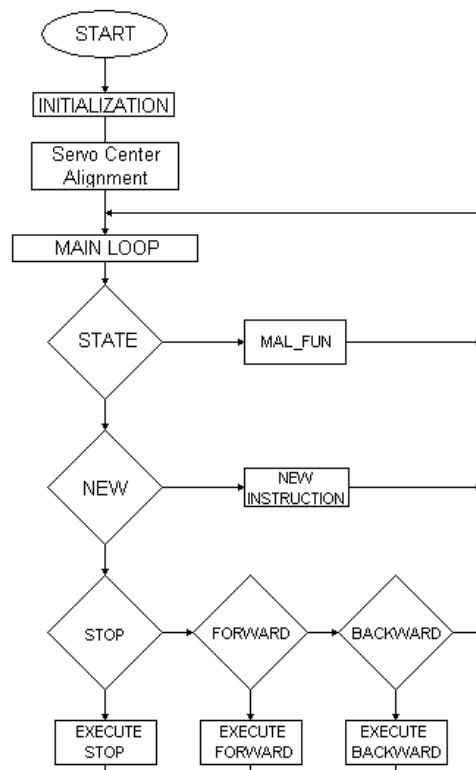 START
INITIALIZATION
Servo Center
Alignment
MAIN LOOP
STATE
MAL_FUN
NEW
NEW
INSTRUCTION
STOP
FORWARD
BACKWARD
EXECUTE
STOP
EXECUTE
FORWARD
EXECUTE
BACKWARD